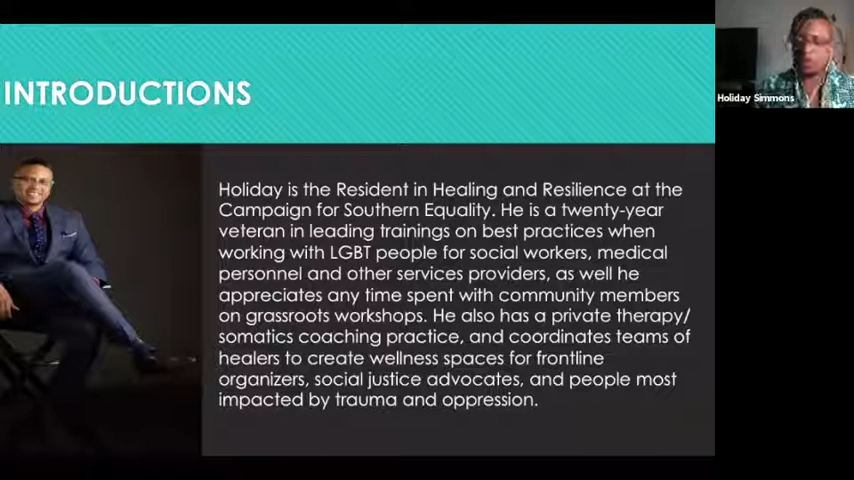 INTRODUCTIONS
Holiday Simmons
Holiday is the Resident in Healing and Resilience at the
Campaign for Southern Equality. He is a twenty-year
veteran in leading trainings on best practices when
working with LGBT people for social workers, medical
personnel and other services providers, as well he
appreciates any time spent with community members
on grassroots workshops. He also has a private therapy/
somatics coaching practice, and coordinates teams of
healers to create wellness spaces for frontline
organizers, social justice advocates, and people most
impacted by trauma and oppression.